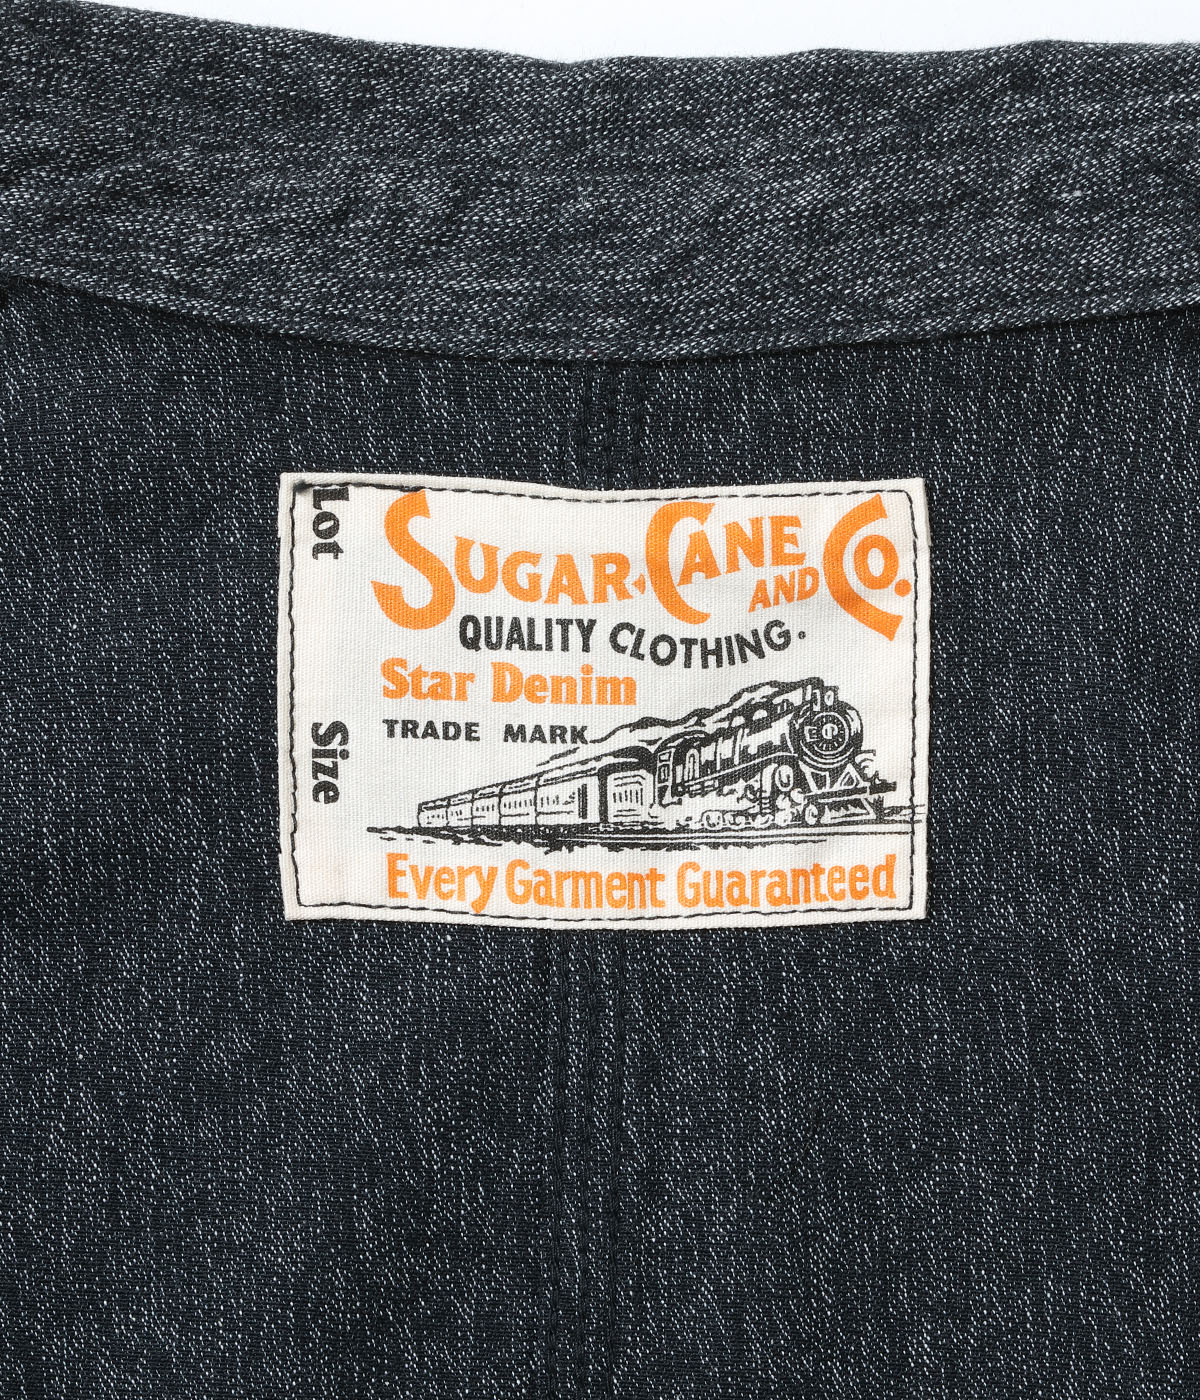 Lot
Size
SUGAR CANE AND CO.
QUALITY CLOTHING.
Star Denim
TRADE MARK
Every Garment Guaranteed